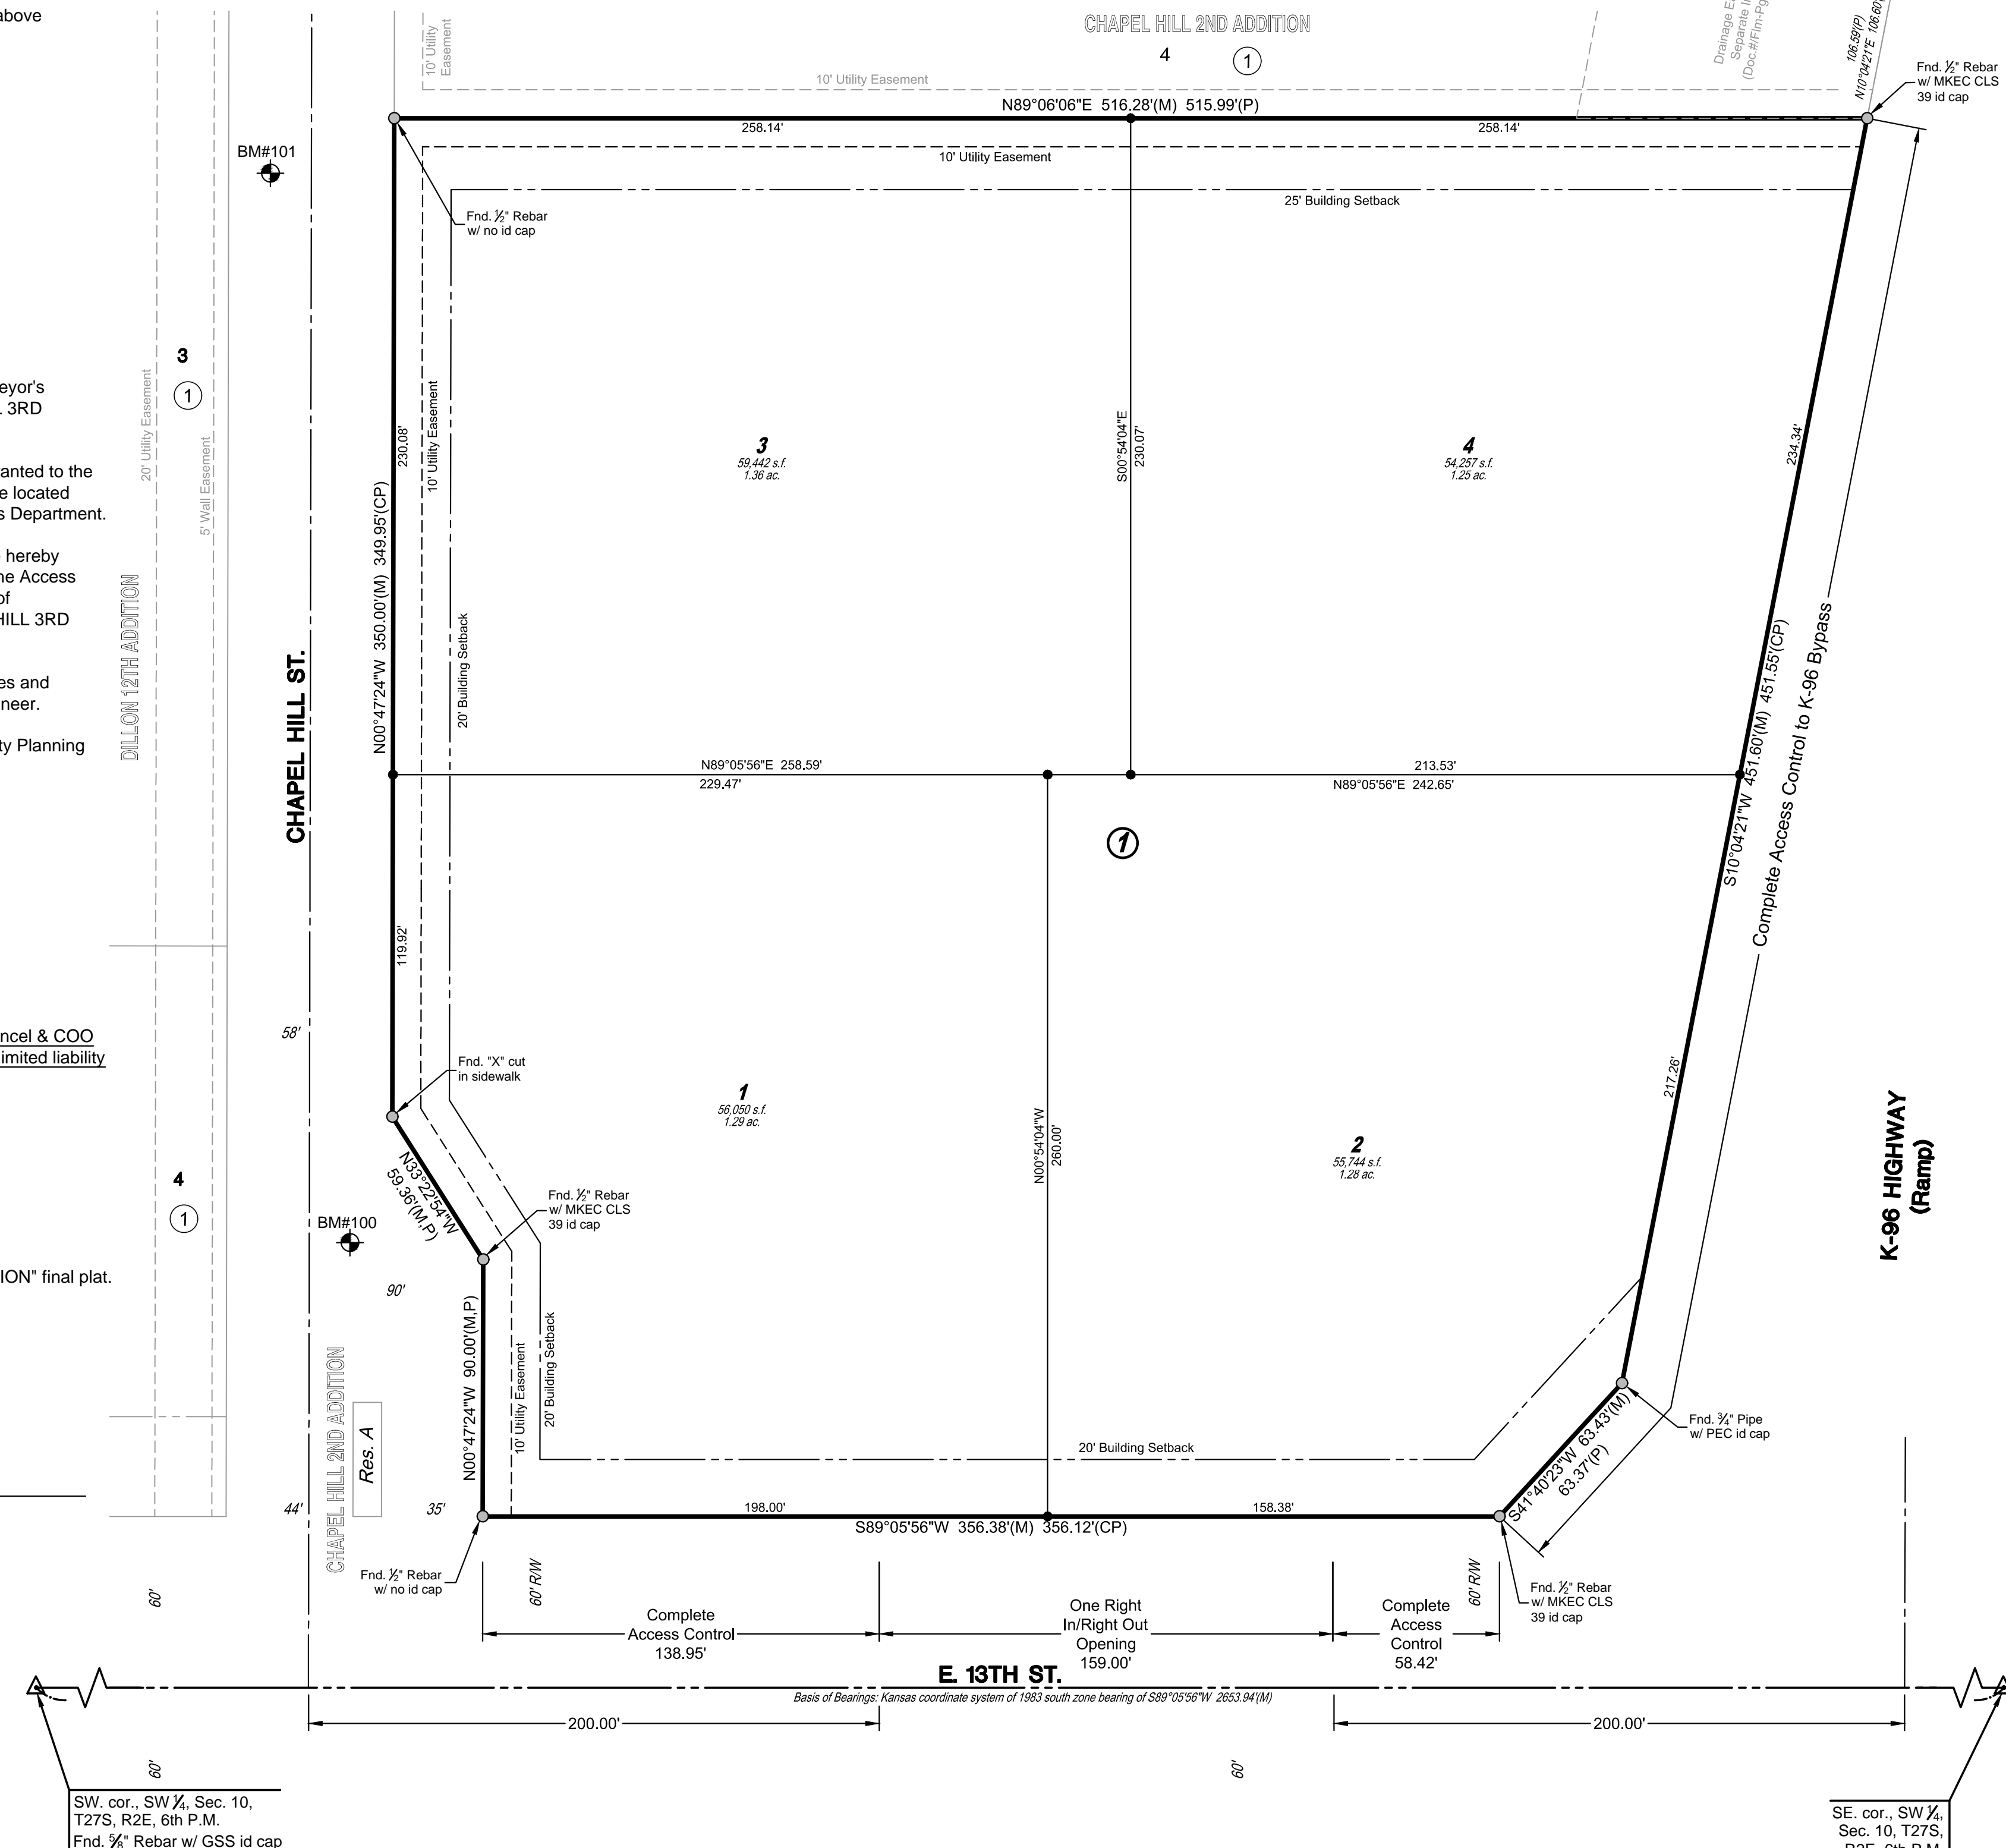 above
eyor's
L 3RD
anted to the
e located
s Department.
hereby
ne Access
of
HILL 3RD
es and
neer.
ty Planning
ncel & COO
limited liability
ION" final plat.
CHAPEL HILL 2ND ADDITION
4
1
10' Utility
Easement
10' Utility Easement
Drainage E
Separate I
(Doc.#/Flm-Pg
106.59'(P)
N10°04'21"E 106.60'
Fnd. ½" Rebar
w/ MKEC CLS
39 id cap
N89°06'06"E 516.28'(M) 515.99'(P)
258.14'
258.14'
10' Utility Easement
25' Building Setback
BM#101
Fnd. ½" Rebar
w/ no id cap
3
1
20' Utility Easement
5' Wall Easement
DILLON 12TH ADDITION
CHAPEL HILL ST.
230.08'
10' Utility Easement
N00°47'24"W 350.00'(M) 349.95'(CP)
20' Building Setback
3
59,442 s.f.
1.36 ac.
S00°54'04"E
230.07'
4
54,257 s.f.
1.25 ac.
234.34'
S10°04'21"W 451.60'(M) 451.55'(CP)
Complete Access Control to K-96 Bypass
N89°05'56"E 258.59'
229.47'
213.53'
N89°05'56"E 242.65'
1
119.92'
58'
Fnd. "X" cut
in sidewalk
1
56,050 s.f.
1.29 ac.
N00°54'04"W
260.00'
2
55,744 s.f.
1.28 ac.
217.26'
K-96 HIGHWAY
(Ramp)
4
1
N33°22'54"W
59.36'(M,P)
Fnd. ½" Rebar
w/ MKEC CLS
39 id cap
BM#100
90'
N00°47'24"W 90.00'(M,P)
10' Utility Easement
20' Building Setback
CHAPEL HILL 2ND ADDITION
Res. A
20' Building Setback
S41°40'23"W 63.43'(M)
63.37'(P)
Fnd. ¾" Pipe
w/ PEC id cap
44'
35'
198.00'
158.38'
S89°05'56"W 356.38'(M) 356.12'(CP)
Fnd. ½" Rebar
w/ no id cap
60' R/W
60' R/W
Fnd. ½" Rebar
w/ MKEC CLS
39 id cap
60'
Complete
Access Control
138.95'
One Right
In/Right Out
Opening
159.00'
Complete
Access
Control
58.42'
E. 13TH ST.
Basis of Bearings: Kansas coordinate system of 1983 south zone bearing of S89°05'56"W 2653.94'(M)
200.00'
200.00'
60'
60'
SW. cor., SW ¼, Sec. 10,
T27S, R2E, 6th P.M.
Fnd. ⅝" Rebar w/ GSS id cap
SE. cor., SW ¼,
Sec. 10, T27S,
R2E, 6th P.M.